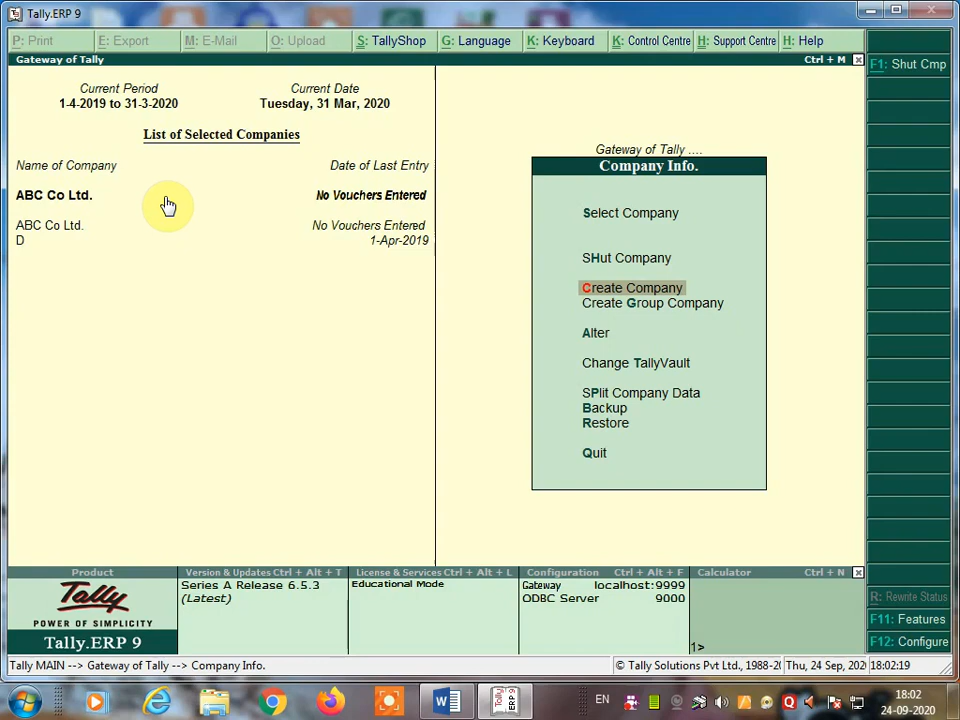 Tally.ERP 9
P: Print
E: Export
M: E-Mail
O: Upload
S: TallyShop
G: Language
K: Keyboard
K: Control Centre
H: Support Centre
H: Help
Gateway of Tally
Ctrl + M
F1: Shut Cmp
Current Period
1-4-2019 to 31-3-2020
Current Date
Tuesday, 31 Mar, 2020
List of Selected Companies
Name of Company
Date of Last Entry
ABC Co Ltd.
No Vouchers Entered
ABC Co Ltd.
No Vouchers Entered
D
1-Apr-2019
Gateway of Tally ....
Company Info.
Select Company
SHut Company
Create Company
Create Group Company
Alter
Change TallyVault
SPlit Company Data
Backup
Restore
Quit
Product
Tally
POWER OF SIMPLICITY
Tally.ERP 9
Version & Updates Ctrl + Alt + T
Series A Release 6.5.3
(Latest)
License & Services Ctrl + Alt + L
Educational Mode
Configuration Ctrl + Alt + F
Gateway localhost:9999
ODBC Server 9000
Calculator Ctrl + N
1>
R: Rewrite Status
F11: Features
F12: Configure
Tally MAIN --> Gateway of Tally --> Company Info.
© Tally Solutions Pvt Ltd., 1988-20
Thu, 24 Sep, 202
18:02:19
EN
18:02
24-09-2020